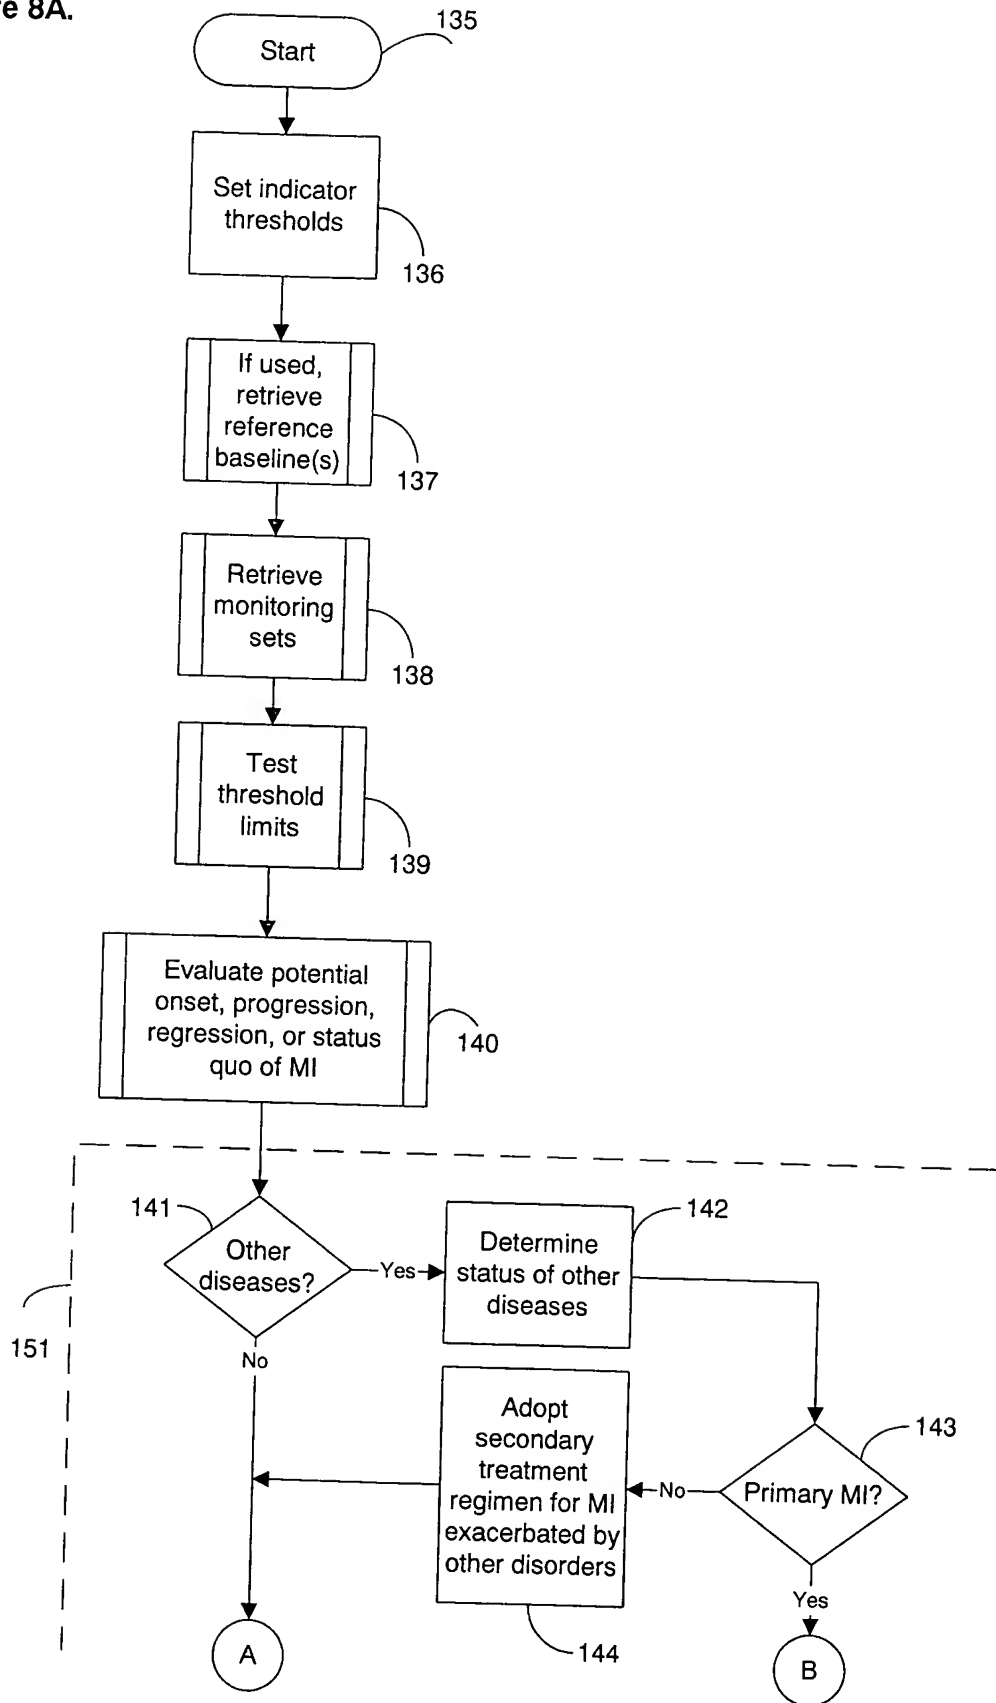 re 8A.
135
Start
Set indicator
thresholds
136
If used,
retrieve
reference
baseline(s)
137
Retrieve
monitoring
sets
138
Test
threshold
limits
139
Evaluate potential
onset, progression,
regression, or status
quo of MI
140
141
Other
diseases?
Yes
142
Determine
status of other
diseases
151
No
Adopt
secondary
treatment
regimen for MI
exacerbated by
other disorders
143
Primary MI?
No
Yes
144
A
B